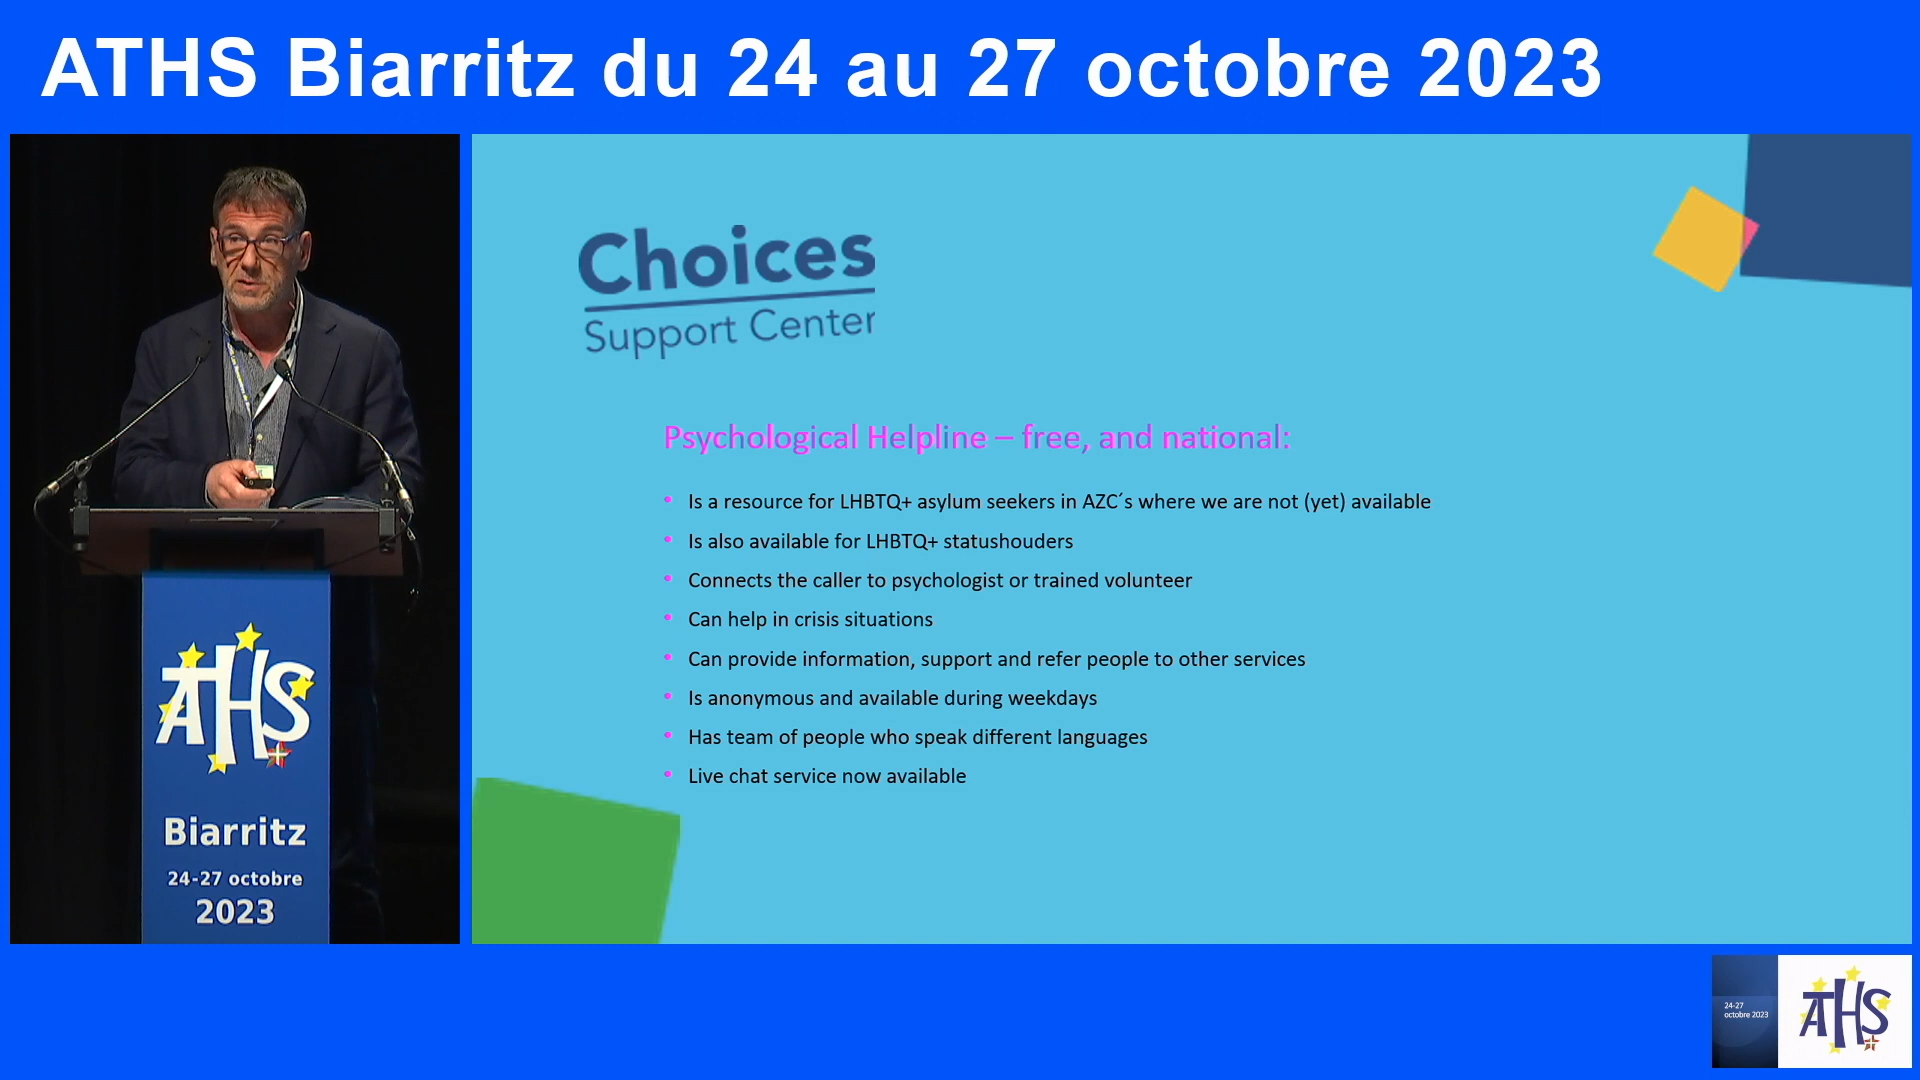 ATHS Biarritz du 24 au 27 octobre 2023
Choices
Support Center
Psychological Helpline – free, and national:
• Is a resource for LHBTQ+ asylum seekers in AZC´s where we are not (yet) available
• Is also available for LHBTQ+ statushouders
• Connects the caller to psychologist or trained volunteer
• Can help in crisis situations
• Can provide information, support and refer people to other services
• Is anonymous and available during weekdays
• Has team of people who speak different languages
• Live chat service now available
ATHS
Biarritz
24-27 octobre
2023
24-27
octobre 2023
ATHS